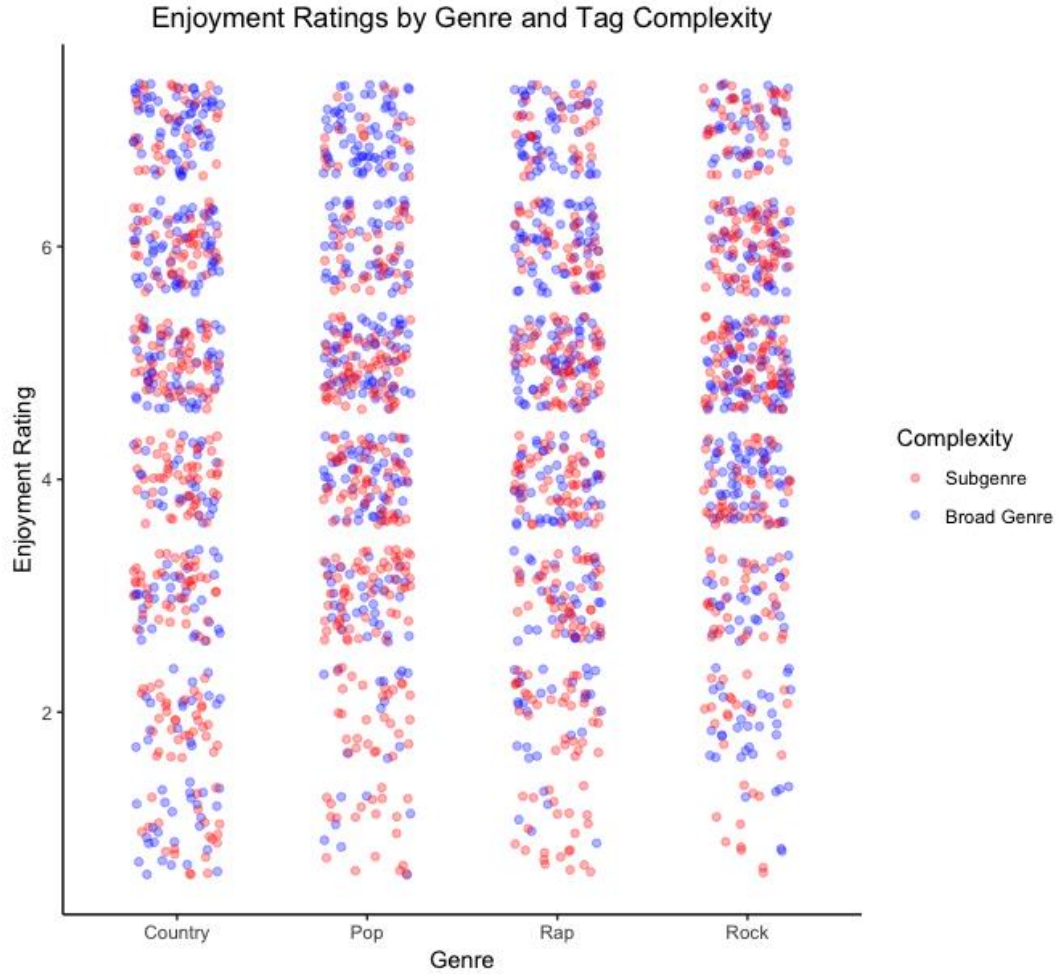 Enjoyment Ratings by Genre and Tag Complexity
Enjoyment Rating
6
4
2
Country Pop Rap Rock
Genre
Complexity
Subgenre
Broad Genre